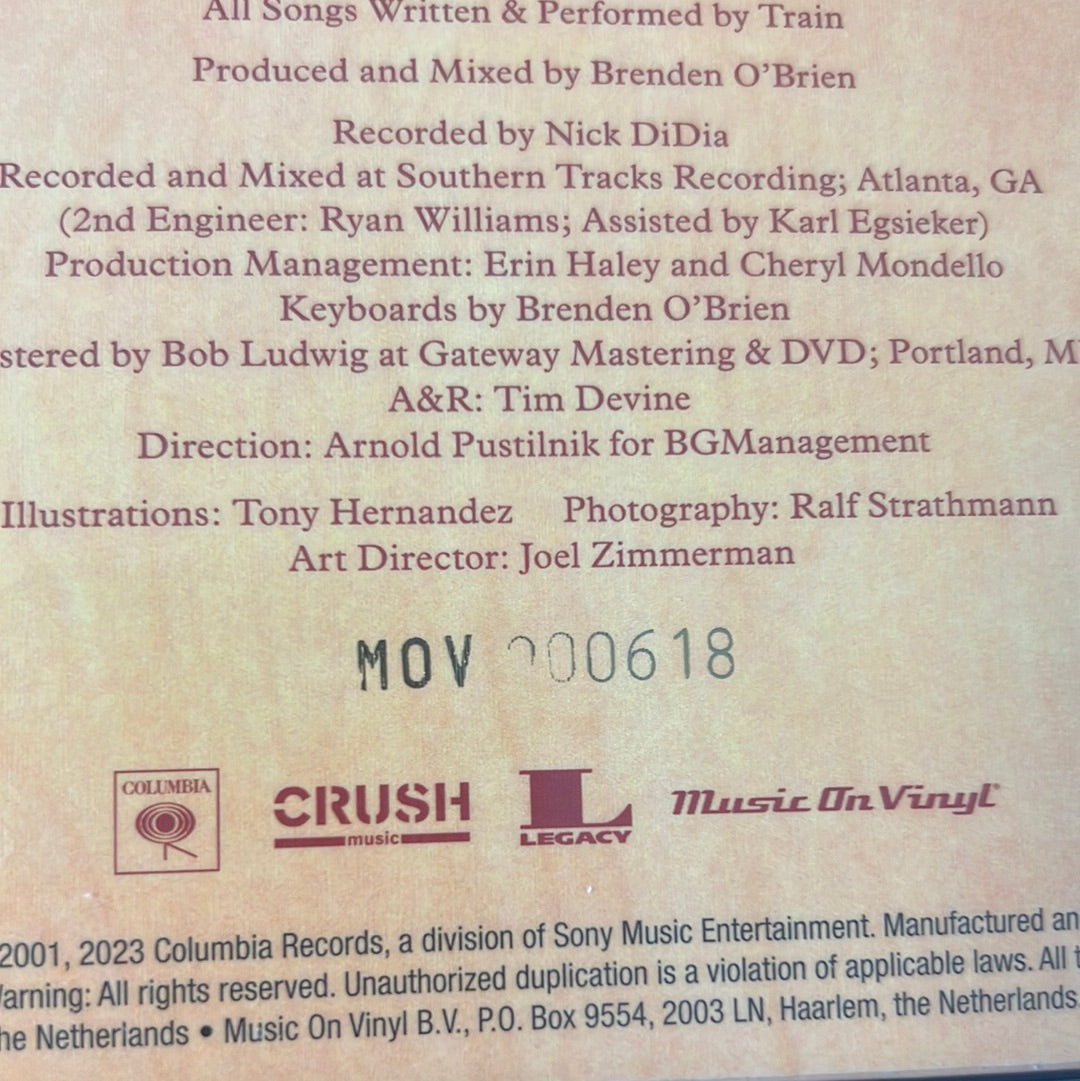 All Songs Written & Performed by Train
Produced and Mixed by Brenden O'Brien
Recorded by Nick DiDia
Recorded and Mixed at Southern Tracks Recording; Atlanta, GA
(2nd Engineer: Ryan Williams; Assisted by Karl Egsieker)
Production Management: Erin Haley and Cheryl Mondello
Keyboards by Brenden O'Brien
stered by Bob Ludwig at Gateway Mastering & DVD; Portland, M
A&R: Tim Devine
Direction: Arnold Pustilnik for BGManagement
Illustrations: Tony Hernandez Photography: Ralf Strathmann
Art Director: Joel Zimmerman
MOV 000618
COLUMBIA
CRUSH
music
L
LEGACY
Music On Vinyl
2001, 2023 Columbia Records, a division of Sony Music Entertainment. Manufactured an
arning: All rights reserved. Unauthorized duplication is a violation of applicable laws. All t
he Netherlands • Music On Vinyl B.V., P.O. Box 9554, 2003 LN, Haarlem, the Netherlands